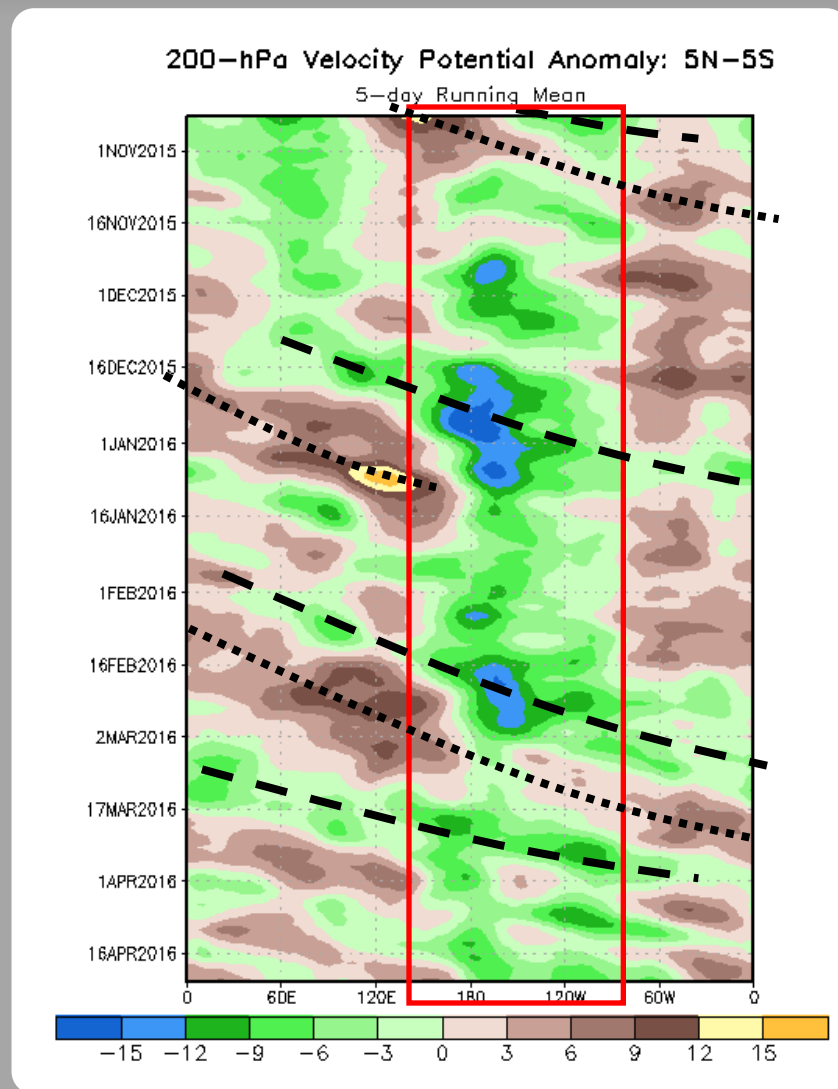 200-hPa Velocity Potential Anomaly: 5N-5S
5-day Running Mean
1NOV2015
16NOV2015
1DEC2015
16DEC2015
1JAN2016
16JAN2016
1FEB2016
16FEB2016
2MAR2016
17MAR2016
1APR2016
16APR2016
0 60E 120E 180 120W 60W 0
-15 -12 -9 -6 -3 0 3 6 9 12 15